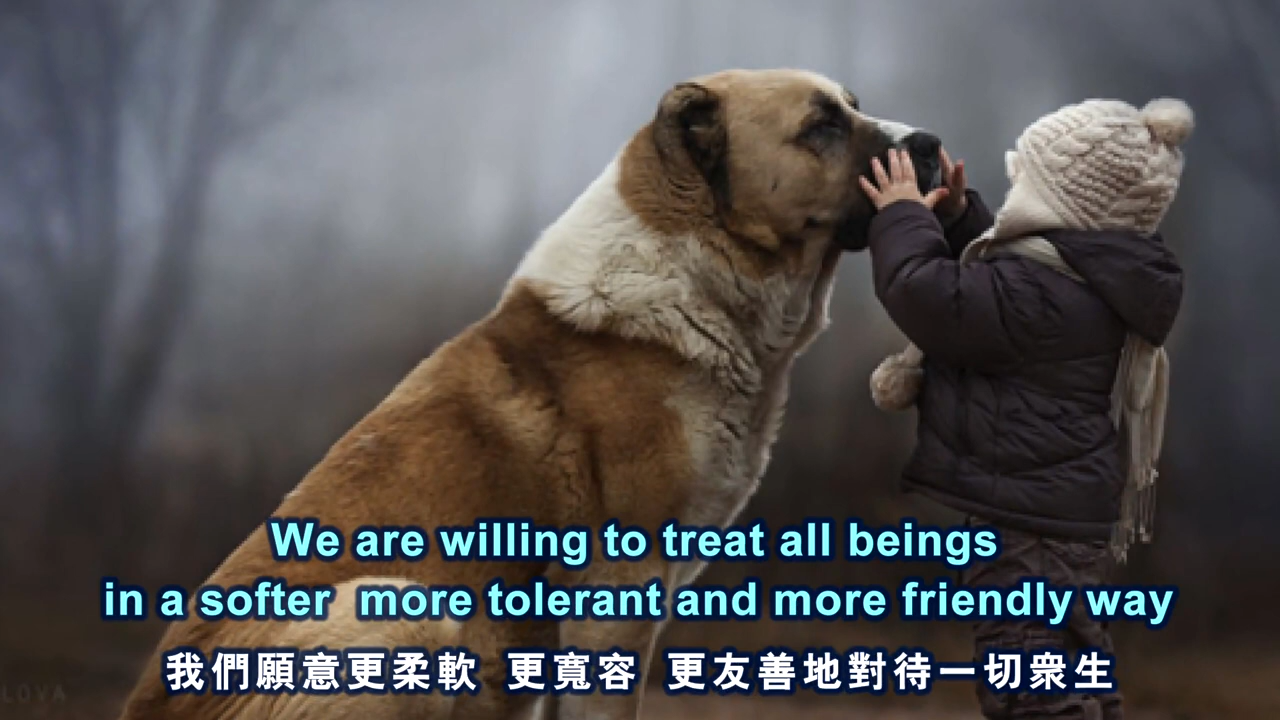 We are willing to treat all beings
in a softer  more tolerant and more friendly way
我們願意更柔軟 更寬容 更友善地對待一切眾生
LOVA